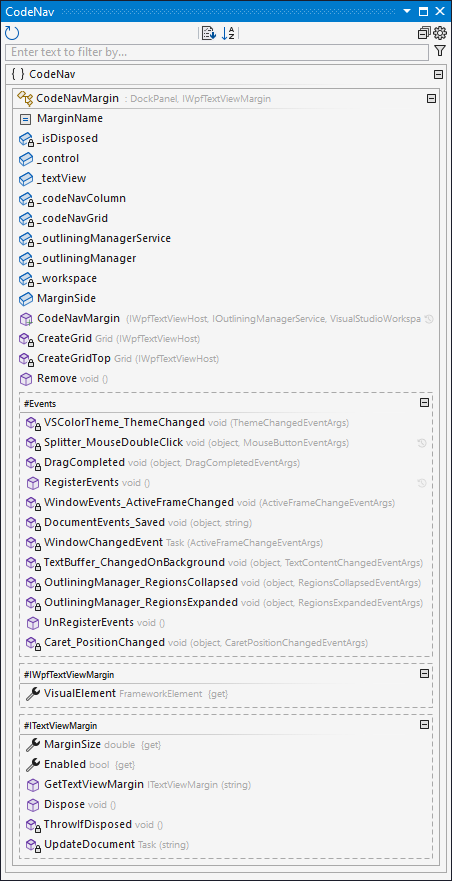 CodeNav
Enter text to filter by...
{ } CodeNav
CodeNavMargin : DockPanel, IWpfTextViewMargin
MarginName
_isDisposed
_control
_textView
_codeNavColumn
_codeNavGrid
_outliningManagerService
_outliningManager
_workspace
MarginSide
CodeNavMargin (IWpfTextViewHost, IOutliningManagerService, VisualStudioWorkspa
CreateGrid Grid (IWpfTextViewHost)
CreateGridTop Grid (IWpfTextViewHost)
Remove void ()
#Events
VSColorTheme_ThemeChanged void (ThemeChangedEventArgs)
Splitter_MouseDoubleClick void (object, MouseButtonEventArgs)
DragCompleted void (object, DragCompletedEventArgs)
RegisterEvents void ()
WindowEvents_ActiveFrameChanged void (ActiveFrameChangeEventArgs)
DocumentEvents_Saved void (object, string)
WindowChangedEvent Task (ActiveFrameChangeEventArgs)
TextBuffer_ChangedOnBackground void (object, TextContentChangedEventArgs)
OutliningManager_RegionsCollapsed void (object, RegionsCollapsedEventArgs)
OutliningManager_RegionsExpanded void (object, RegionsExpandedEventArgs)
UnRegisterEvents void ()
Caret_PositionChanged void (object, CaretPositionChangedEventArgs)
#IWpfTextViewMargin
VisualElement FrameworkElement {get}
#ITextViewMargin
MarginSize double {get}
Enabled bool {get}
GetTextViewMargin ITextViewMargin (string)
Dispose void ()
ThrowIfDisposed void ()
UpdateDocument Task (string)